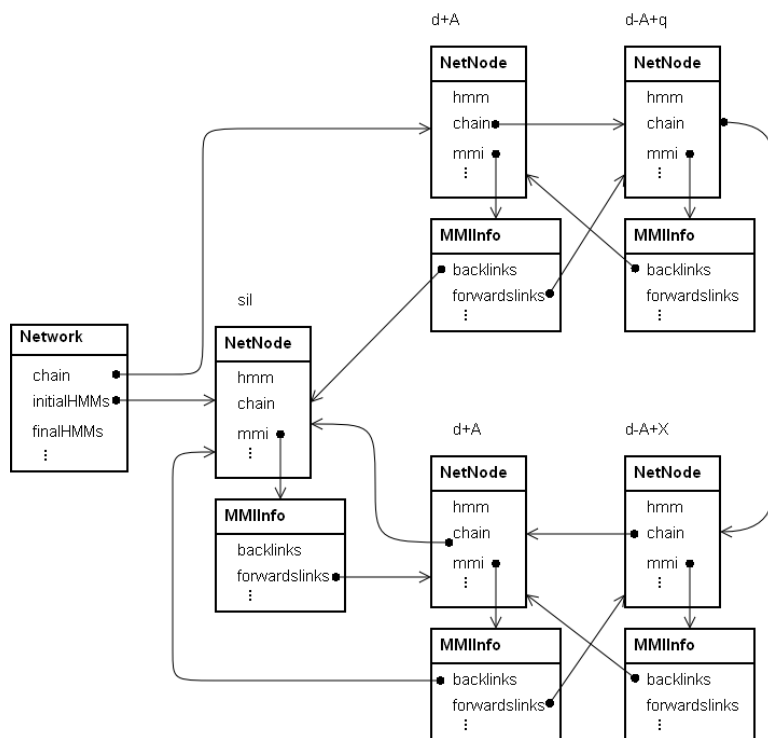 d+A
NetNode
hmm
chain
mmi
⋮
MMIInfo
backlinks
forwardslinks
⋮
d-A+q
NetNode
hmm
chain
mmi
⋮
MMIInfo
backlinks
forwardslinks
⋮
Network
chain
initialHMMs
finalHMMs
⋮
sil
NetNode
hmm
chain
mmi
⋮
MMIInfo
backlinks
forwardslinks
⋮
d+A
NetNode
hmm
chain
mmi
⋮
MMIInfo
backlinks
forwardslinks
⋮
d-A+X
NetNode
hmm
chain
mmi
⋮
MMIInfo
backlinks
forwardslinks
⋮